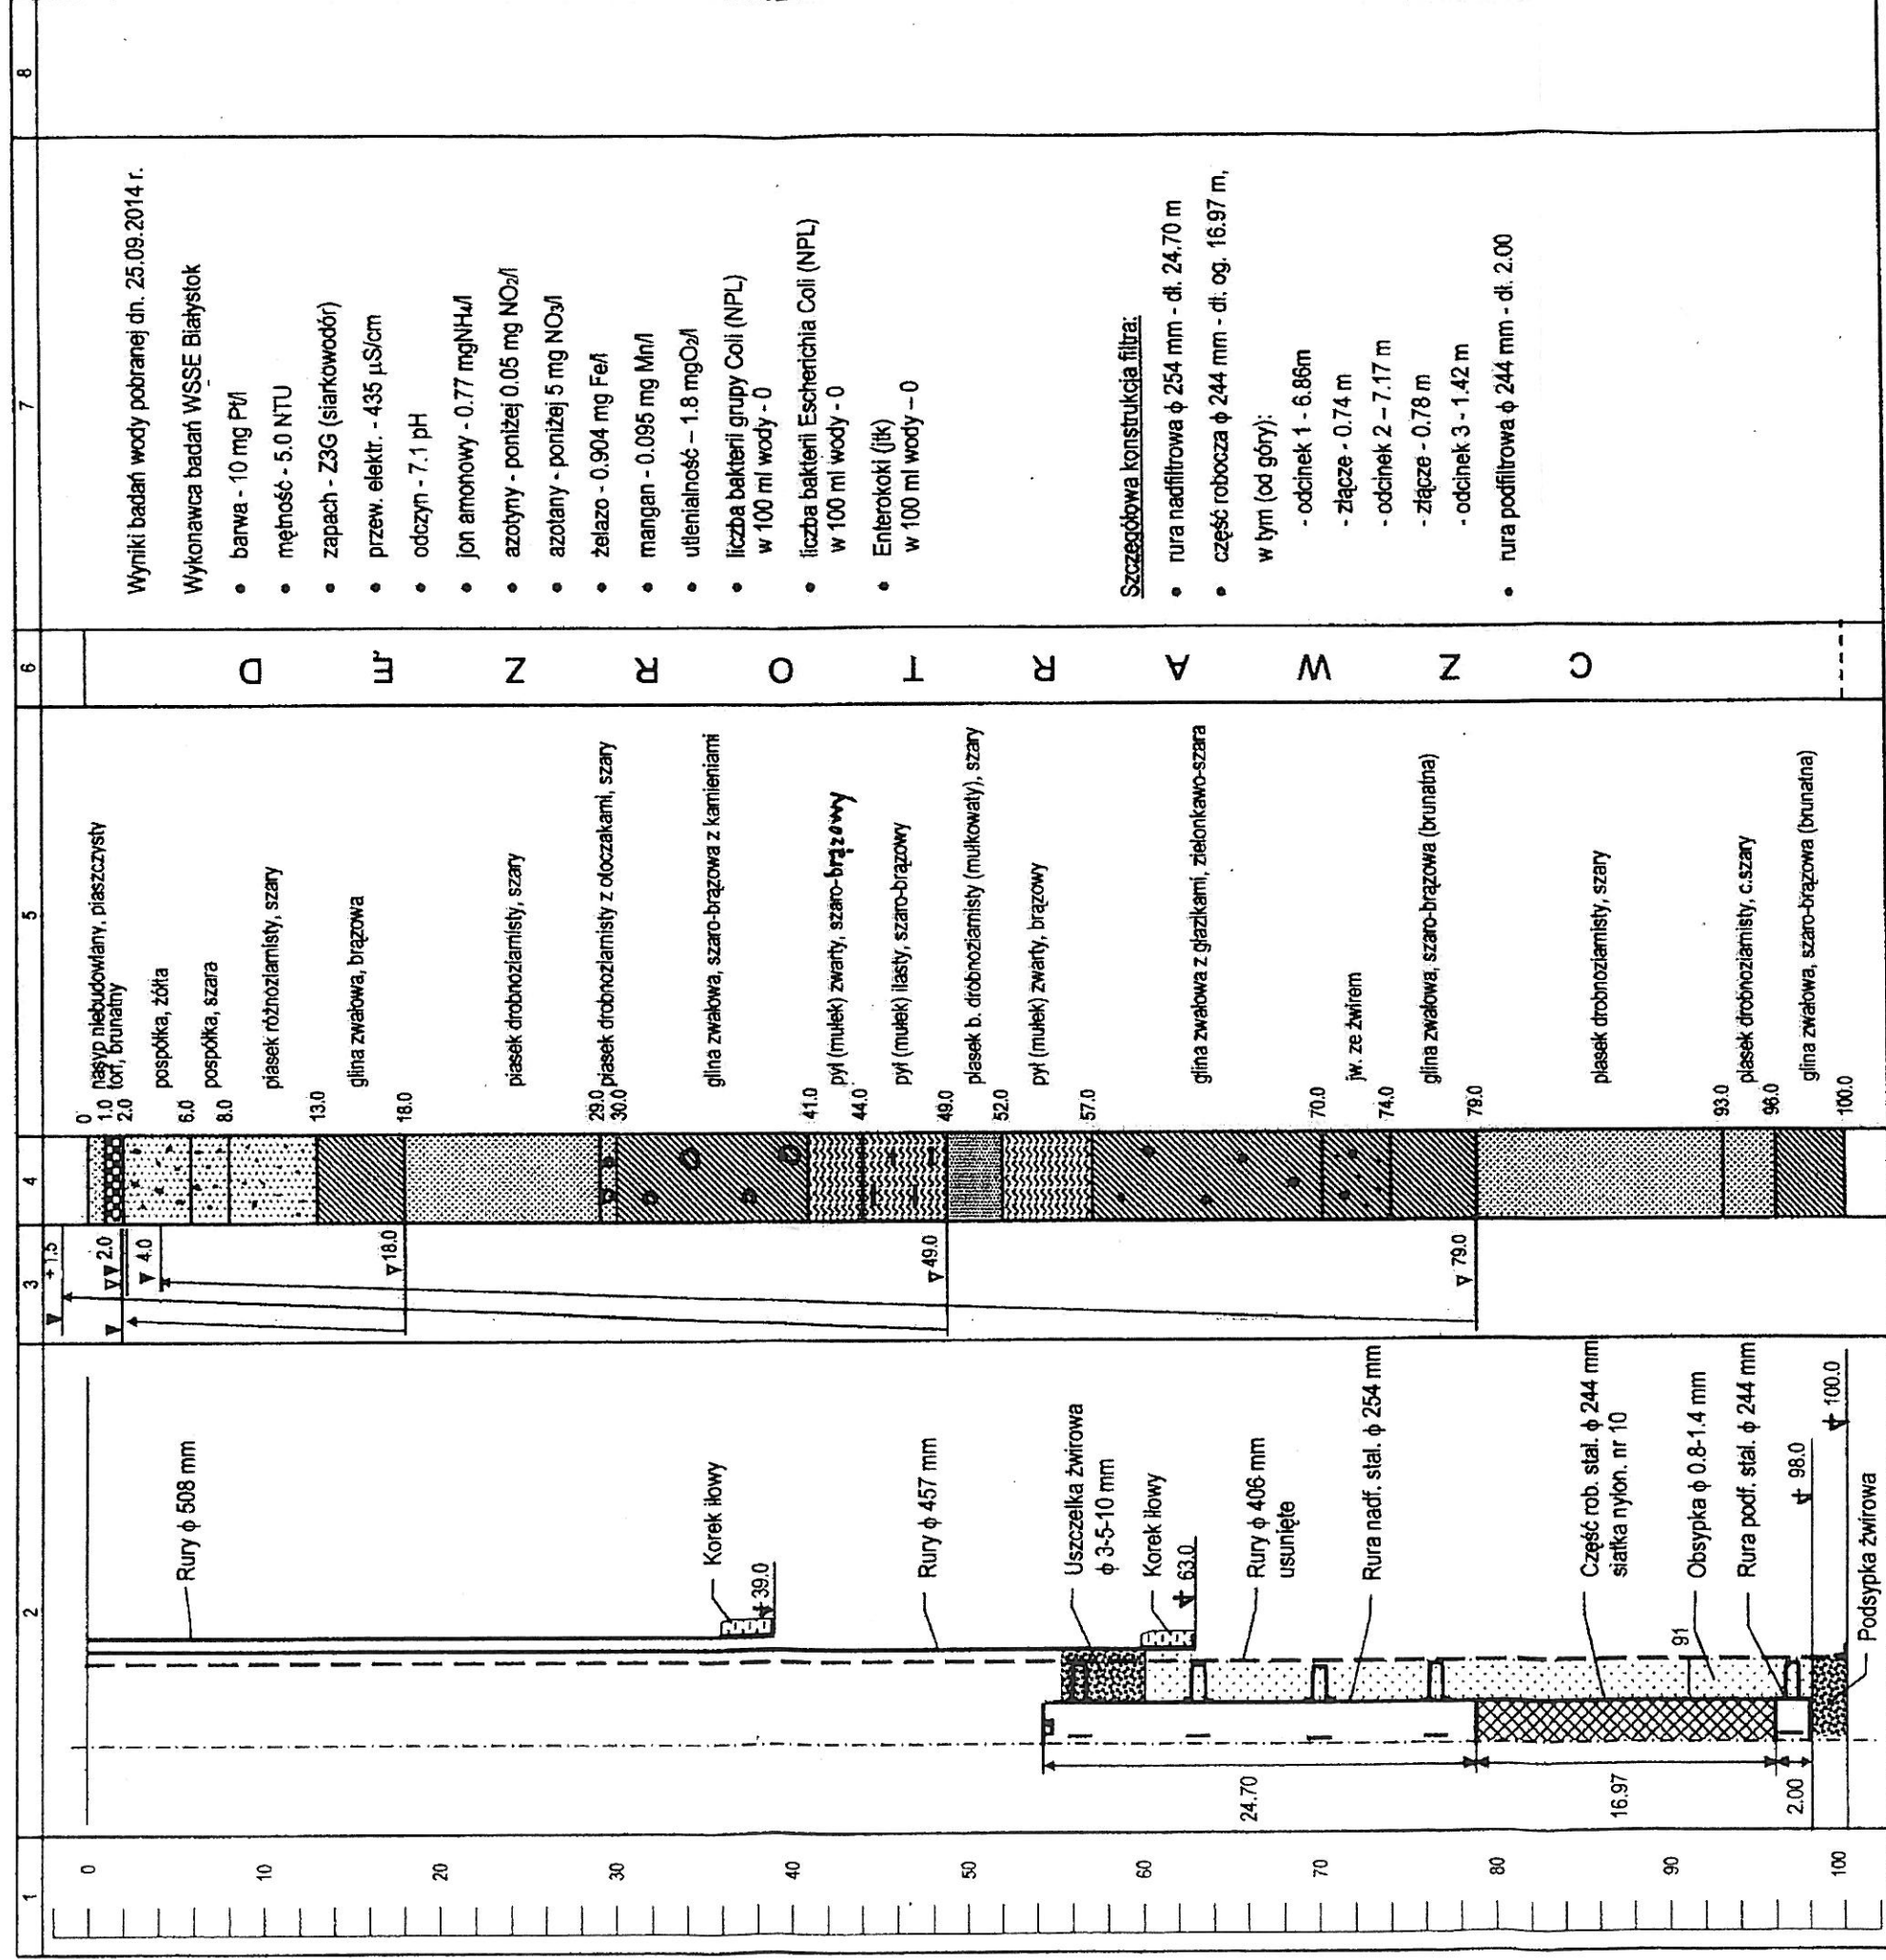 1
2
3
4
5
6
7
8
0
10
20
30
40
50
60
70
80
90
100
Rury ϕ 508 mm
Korek iłowy
39.0
Rury ϕ 457 mm
Uszczelka żwirowa
ϕ 3-5-10 mm
Korek iłowy
63.0
Rury ϕ 406 mm
usunięte
Rura nadf. stal. ϕ 254 mm
Część rob. stal. ϕ 244 mm
siatka nylon. nr 10
91
Obsypka ϕ 0.8-1.4 mm
Rura podf. stal. ϕ 244 mm
98.0
100.0
Podsypka żwirowa
24.70
16.97
2.00
+ 1.5
2.0
4.0
18.0
49.0
79.0
0
nasyp niebudowlany, piaszczysty
1.0
torf, brunatny
2.0
pospółka, żółta
6.0
pospółka, szara
8.0
piasek różnoziarnisty, szary
13.0
glina zwałowa, brązowa
18.0
piasek drobnoziarnisty, szary
29.0
piasek drobnoziarnisty z otoczakami, szary
30.0
glina zwałowa, szaro-brązowa z kamieniami
41.0
pył (mułek) zwarty, szaro-brązowy
44.0
pył (mułek) ilasty, szaro-brązowy
49.0
piasek b. drobnoziarnisty (mułkowaty), szary
52.0
pył (mułek) zwarty, brązowy
57.0
glina zwałowa z głazikami, zielonkawo-szara
70.0
jw. ze żwirem
74.0
glina zwałowa, szaro-brązowa (brunatna)
79.0
piasek drobnoziarnisty, szary
93.0
piasek drobnoziarnisty, c.szary
96.0
glina zwałowa, szaro-brązowa (brunatna)
100.0
C Z W A R T O R Z Ę D
Wyniki badań wody pobranej dn. 25.09.2014 r.
Wykonawca badań WSSE Białystok
• barwa - 10 mg Pt/l
• mętność - 5.0 NTU
• zapach - Z3G (siarkowodór)
• przew. elektr. - 435 µS/cm
• odczyn - 7.1 pH
• jon amonowy - 0.77 mgNH4/l
• azotyny - poniżej 0.05 mg NO2/l
• azotany - poniżej 5 mg NO3/l
• żelazo - 0.904 mg Fe/l
• mangan - 0.095 mg Mn/l
• utlenialność – 1.8 mgO2/l
• liczba bakterii grupy Coli (NPL)
w 100 ml wody - 0
• liczba bakterii Escherichia Coli (NPL)
w 100 ml wody - 0
• Enterokoki (jtk)
w 100 ml wody – 0
Szczegółowa konstrukcja filtra:
• rura nadfiltrowa ϕ 254 mm - dł. 24.70 m
• część robocza ϕ 244 mm - dł. og. 16.97 m,
w tym (od góry):
- odcinek 1 - 6.86m
- złącze - 0.74 m
- odcinek 2 – 7.17 m
- złącze - 0.78 m
- odcinek 3 - 1.42 m
• rura podfiltrowa ϕ 244 mm - dł. 2.00